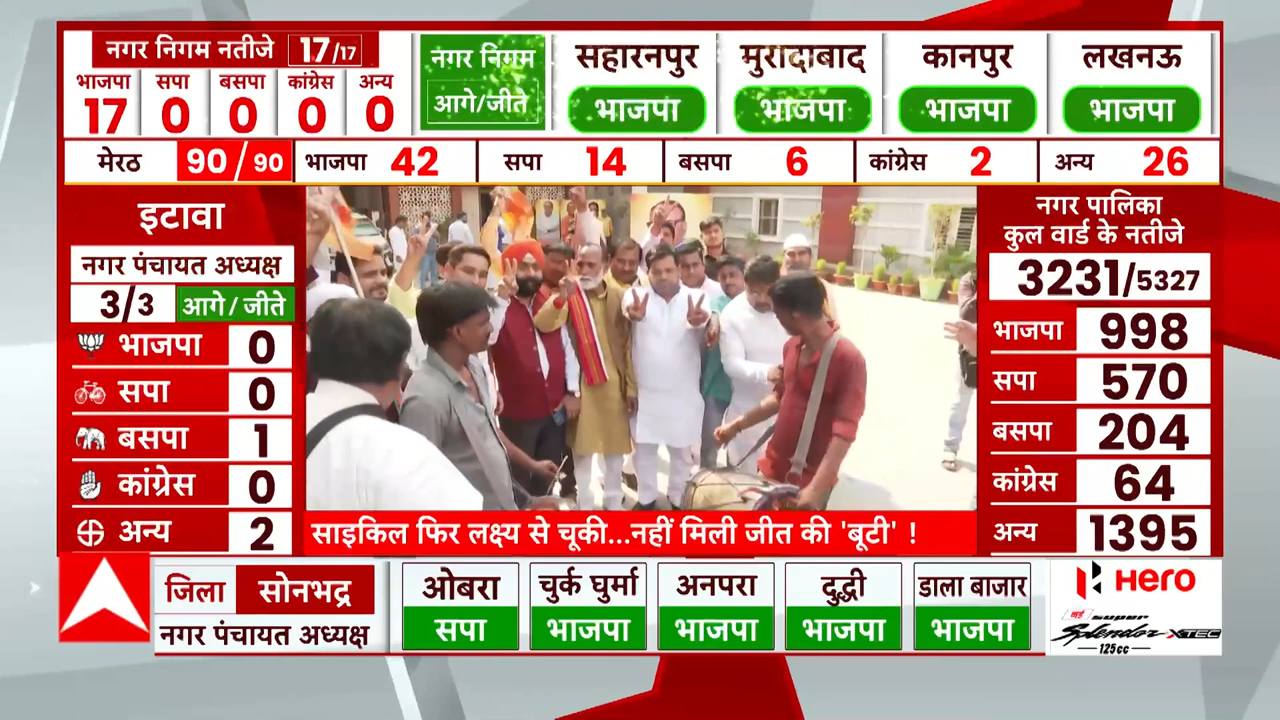 नगर निगम नतीजे 17/17
भाजपा सपा बसपा कांग्रेस अन्य
17 0 0 0 0
नगर निगम
आगे/जीते
सहारनपुर मुरादाबाद कानपुर लखनऊ
भाजपा भाजपा भाजपा भाजपा
मेरठ 90/90 भाजपा 42 सपा 14 बसपा 6 कांग्रेस 2 अन्य 26
इटावा
नगर पंचायत अध्यक्ष
3/3 आगे/जीते
भाजपा 0
सपा 0
बसपा 1
कांग्रेस 0
अन्य 2
नगर पालिका
कुल वार्ड के नतीजे
3231/5327
भाजपा 998
सपा 570
बसपा 204
कांग्रेस 64
अन्य 1395
साइकिल फिर लक्ष्य से चूकी...नहीं मिली जीत की 'बूटी' !
जिला सोनभद्र
नगर पंचायत अध्यक्ष
ओबरा चुर्क घुर्मा अनपरा दुद्धी डाला बाजार
सपा भाजपा भाजपा भाजपा भाजपा
Hero
नई super
Splendor XTEC
125cc